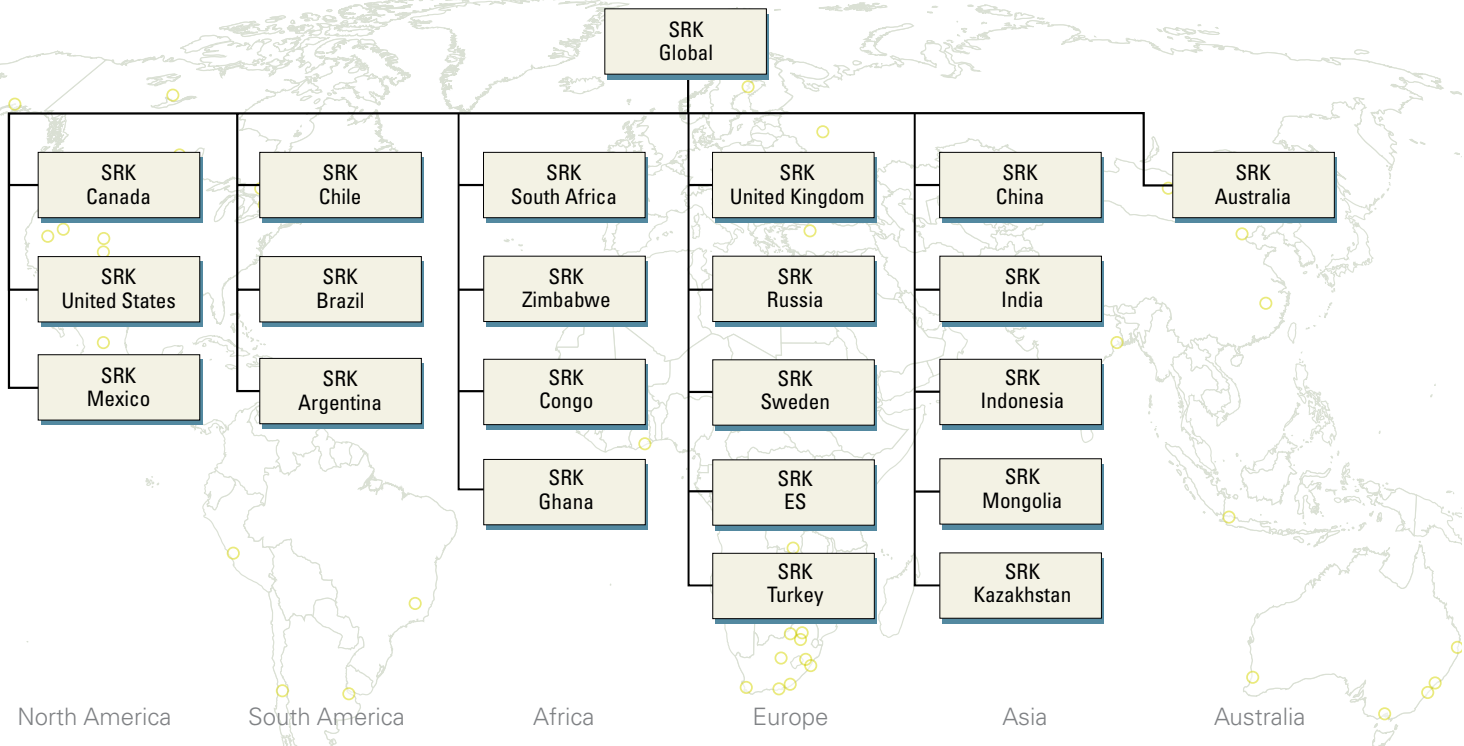 SRK
Global
SRK
Canada
SRK
United States
SRK
Mexico
SRK
Chile
SRK
Brazil
SRK
Argentina
SRK
South Africa
SRK
Zimbabwe
SRK
Congo
SRK
Ghana
SRK
United Kingdom
SRK
Russia
SRK
Sweden
SRK
ES
SRK
Turkey
SRK
China
SRK
India
SRK
Indonesia
SRK
Mongolia
SRK
Kazakhstan
SRK
Australia
North America
South America
Africa
Europe
Asia
Australia